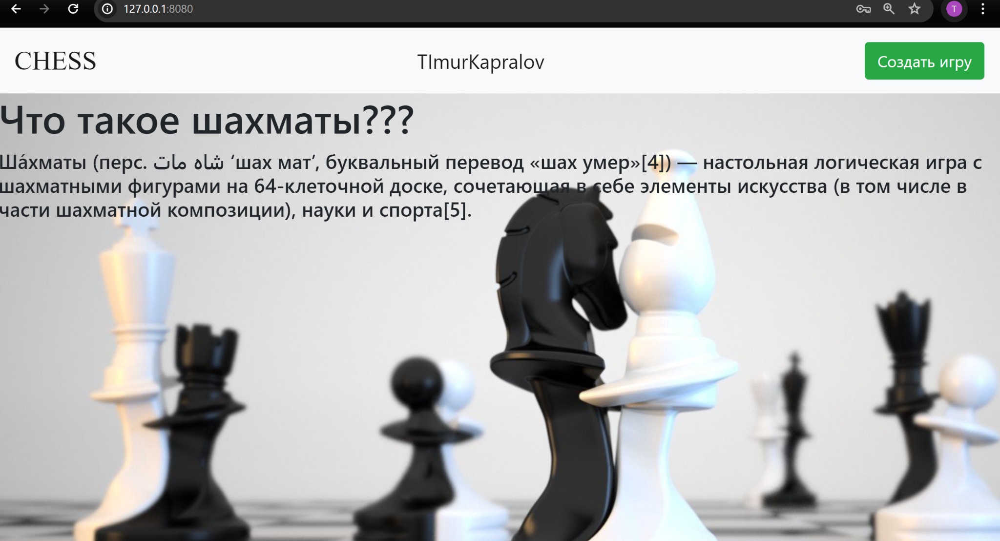 127.0.0.1:8080
T
CHESS
TImurKapralov
Создать игру
Что такое шахматы???
Ша́хматы (перс. شاه مات ‘шах мат’, буквальный перевод «шах умер»[4]) — настольная логическая игра с
шахматными фигурами на 64-клеточной доске, сочетающая в себе элементы искусства (в том числе в
части шахматной композиции), науки и спорта[5].